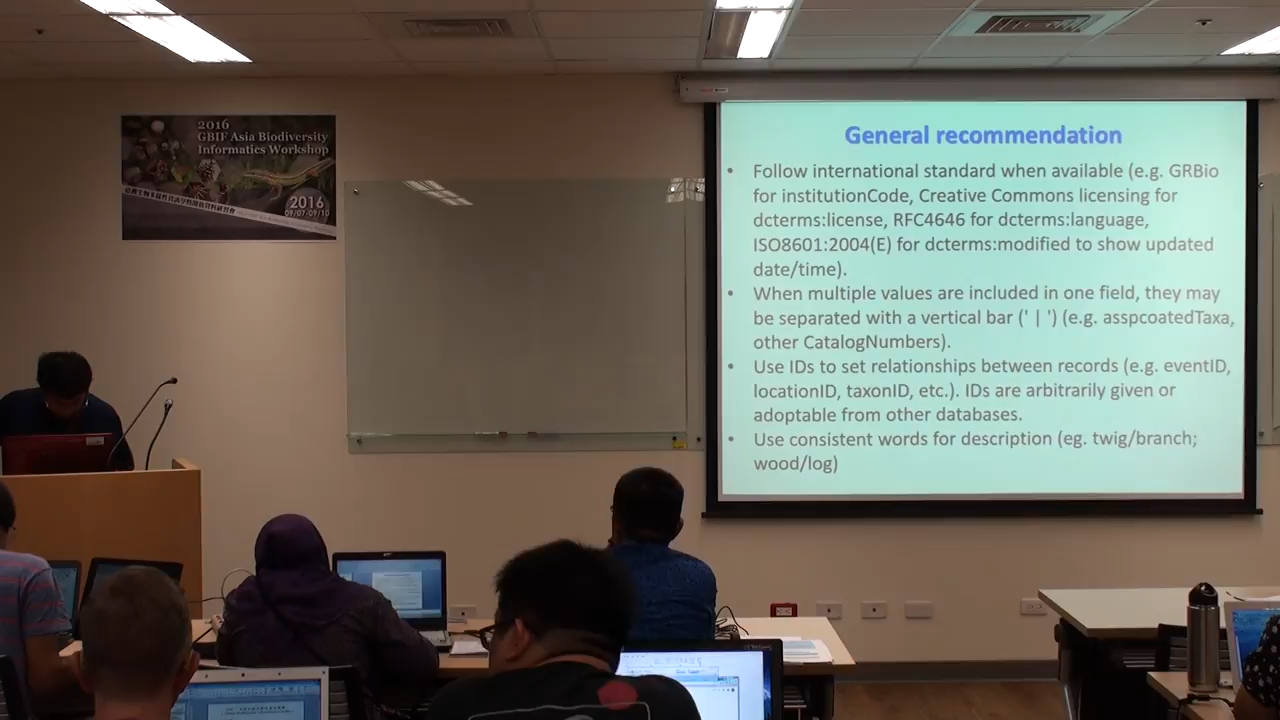 2016
GBIF Asia Biodiversity
Informatics Workshop
2016
09/07-09/10
General recommendation
• Follow international standard when available (e.g. GRBio
for institutionCode, Creative Commons licensing for
dcterms:license, RFC4646 for dcterms:language,
ISO8601:2004(E) for dcterms:modified to show updated
date/time).
• When multiple values are included in one field, they may
be separated with a vertical bar (' | ') (e.g. asspcoatedTaxa,
other CatalogNumbers).
• Use IDs to set relationships between records (e.g. eventID,
locationID, taxonID, etc.). IDs are arbitrarily given or
adoptable from other databases.
• Use consistent words for description (eg. twig/branch;
wood/log)